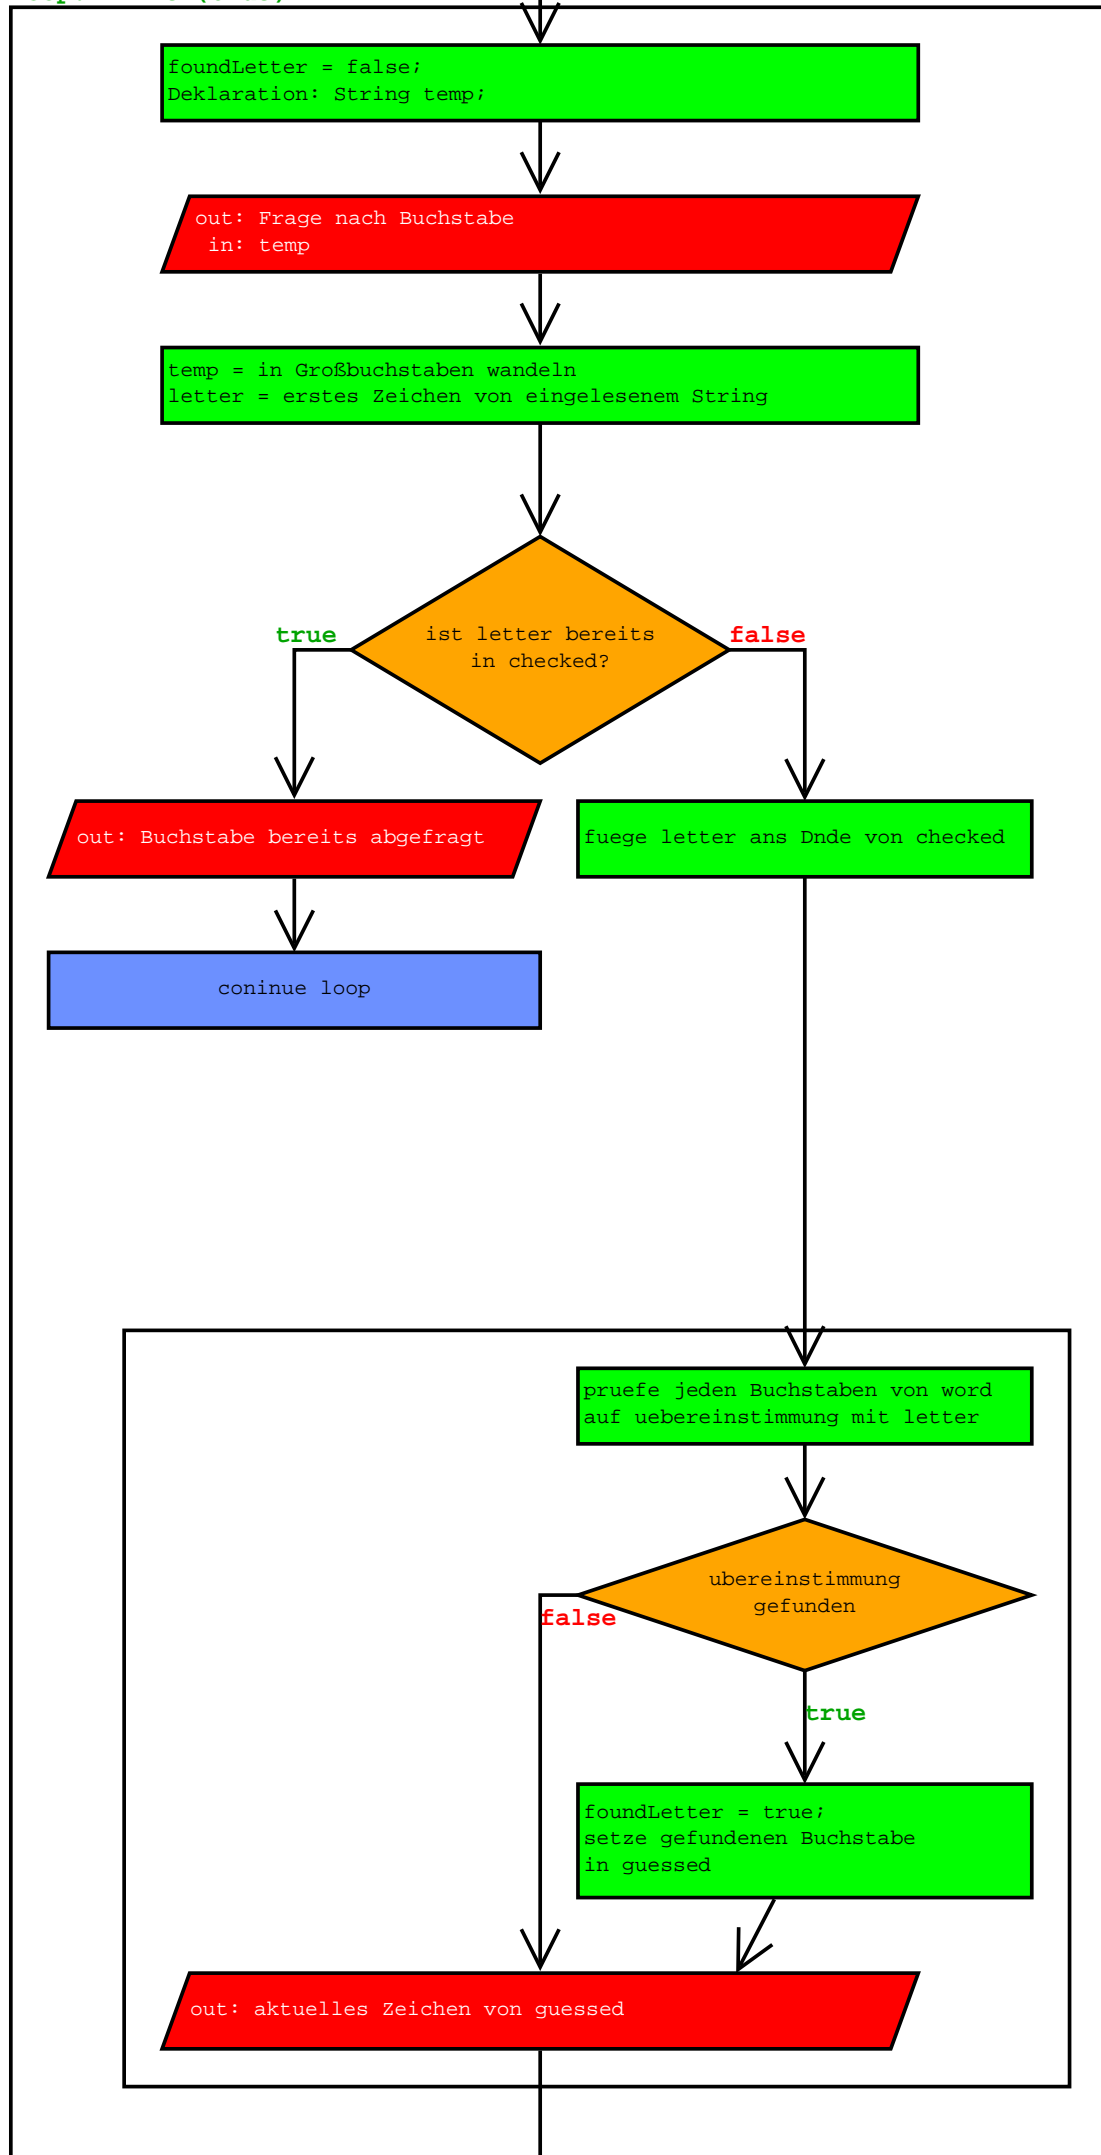 foundLetter = false;
Deklaration: String temp;
out: Frage nach Buchstabe
in: temp
temp = in Großbuchstaben wandeln
letter = erstes Zeichen von eingelesenem String
true
ist letter bereits
in checked?
false
out: Buchstabe bereits abgefragt
fuege letter ans Dnde von checked
coninue loop
pruefe jeden Buchstaben von word
auf uebereinstimmung mit letter
ubereinstimmung
gefunden
false
true
foundLetter = true;
setze gefundenen Buchstabe
in guessed
out: aktuelles Zeichen von guessed